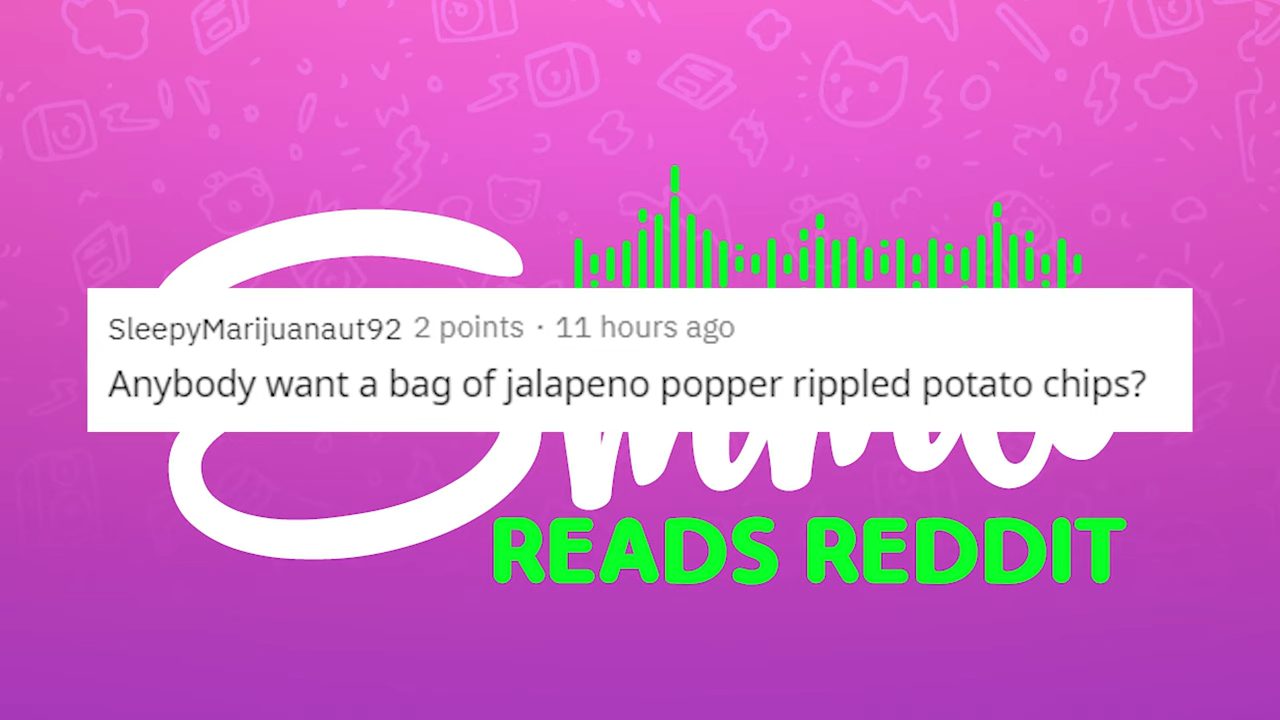 SleepyMarijuanaut92 2 points · 11 hours ago
Anybody want a bag of jalapeno popper rippled potato chips?
READS REDDIT